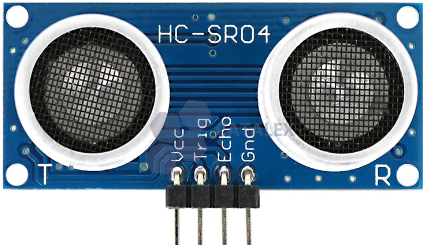 HC-SR04
Vcc
Trig
Echo
Gnd
T
R